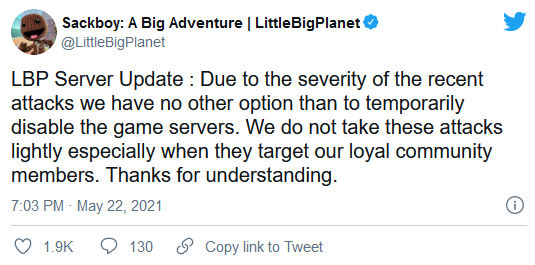 Sackboy: A Big Adventure | LittleBigPlanet
@LittleBigPlanet
LBP Server Update : Due to the severity of the recent
attacks we have no other option than to temporarily
disable the game servers. We do not take these attacks
lightly especially when they target our loyal community
members. Thanks for understanding.
7:03 PM · May 22, 2021
1.9K 130 Copy link to Tweet